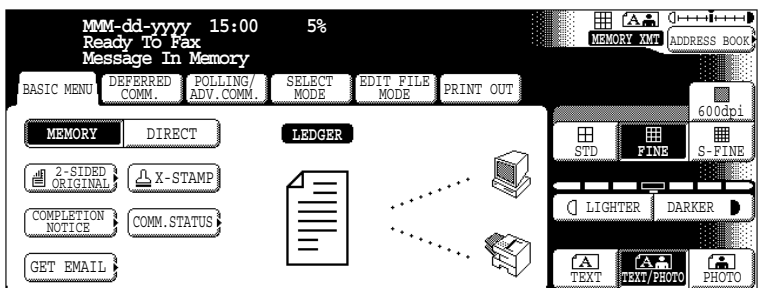 MMM-dd-yyyy 15:00 5%
Ready To Fax
Message In Memory
MEMORY XMT
ADDRESS BOOK
BASIC MENU
DEFERRED
COMM.
POLLING/
ADV.COMM.
SELECT
MODE
EDIT FILE
MODE
PRINT OUT
600dpi
MEMORY
DIRECT
LEDGER
STD
FINE
S-FINE
2-SIDED
ORIGINAL
X-STAMP
COMPLETION
NOTICE
COMM.STATUS
LIGHTER
DARKER
GET EMAIL
A
TEXT
A
TEXT/PHOTO
PHOTO
A